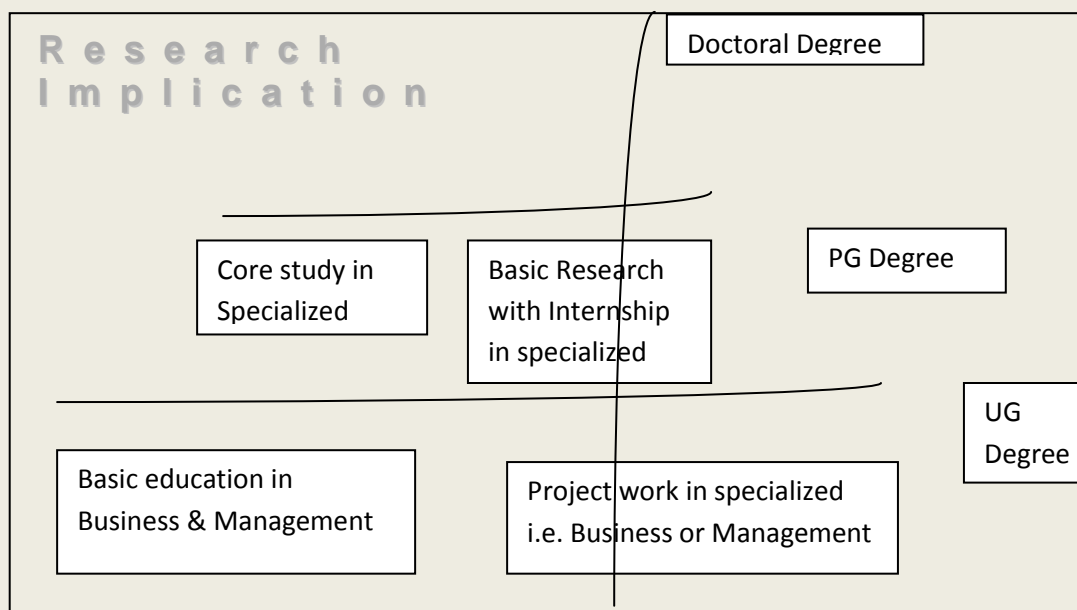 Research
Implication
Doctoral Degree
Core study in
Specialized
Basic Research
with Internship
in specialized
PG Degree
UG
Degree
Basic education in
Business & Management
Project work in specialized
i.e. Business or Management